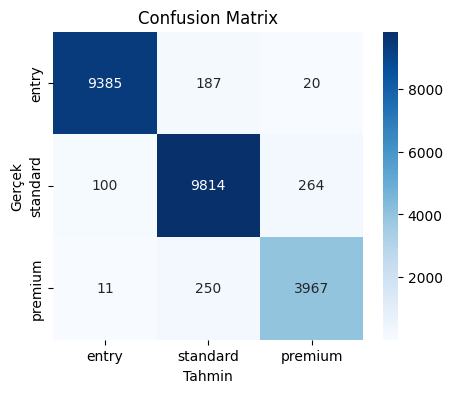 Confusion Matrix
entry 9385 187 20
standard 100 9814 264
premium 11 250 3967
Gerçek
entry standard premium
Tahmin
8000
6000
4000
2000